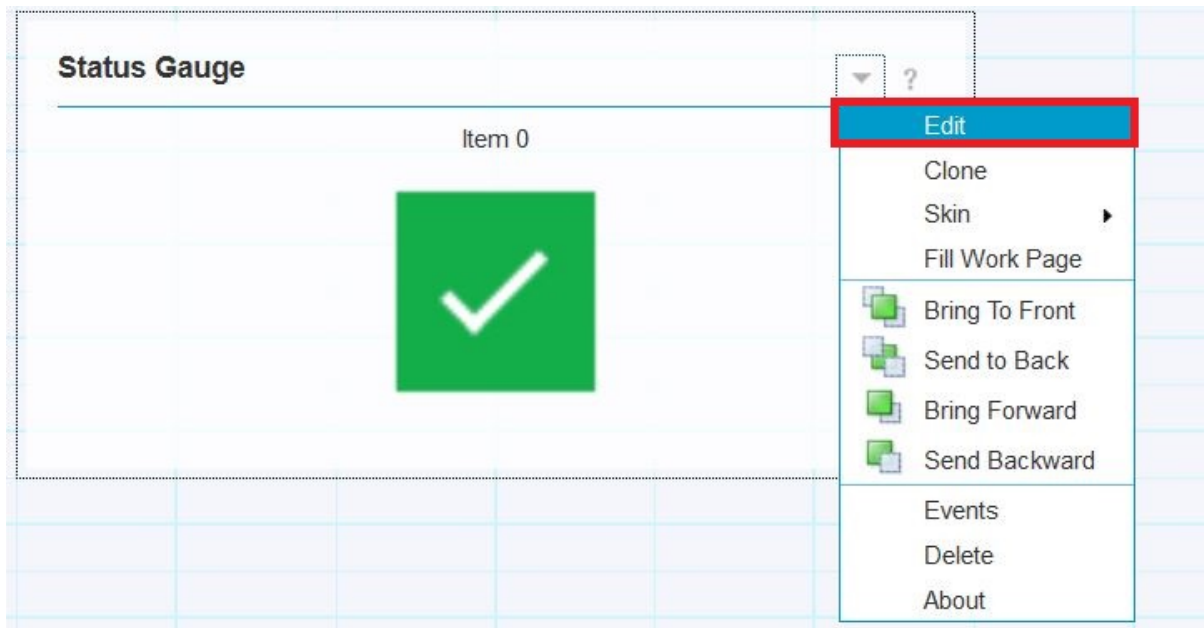 Status Gauge
?
Item 0
Edit
Clone
Skin
Fill Work Page
Bring To Front
Send to Back
Bring Forward
Send Backward
Events
Delete
About